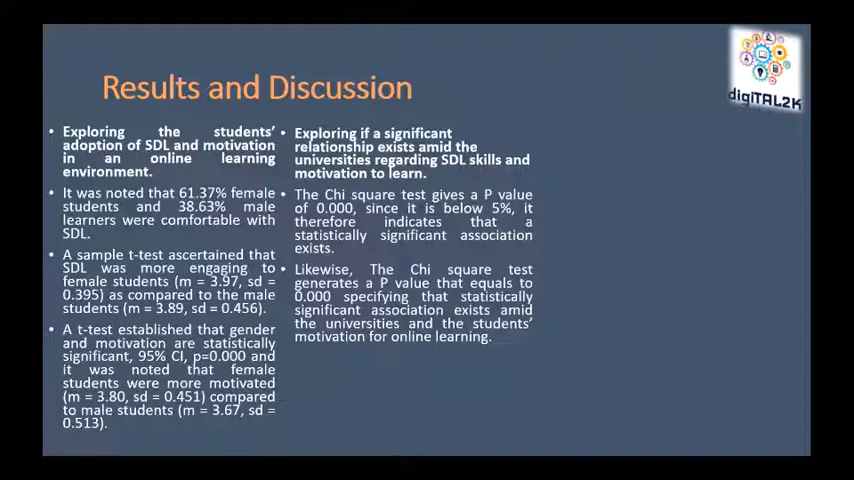 digiTAL2K
Results and Discussion
• Exploring the students’
adoption of SDL and motivation
in an online learning
environment.
• It was noted that 61.37% female
students and 38.63% male
learners were comfortable with
SDL.
• A sample t-test ascertained that
SDL was more engaging to
female students (m = 3.97, sd =
0.395) as compared to the male
students (m = 3.89, sd = 0.456).
• A t-test established that gender
and motivation are statistically
significant, 95% CI, p=0.000 and
it was noted that female
students were more motivated
(m = 3.80, sd = 0.451) compared
to male students (m = 3.67, sd =
0.513).
• Exploring if a significant
relationship exists amid the
universities regarding SDL skills and
motivation to learn.
• The Chi square test gives a P value
of 0.000, since it is below 5%, it
therefore indicates that a
statistically significant association
exists.
• Likewise, The Chi square test
generates a P value that equals to
0.000 specifying that statistically
significant association exists amid
the universities and the students’
motivation for online learning.